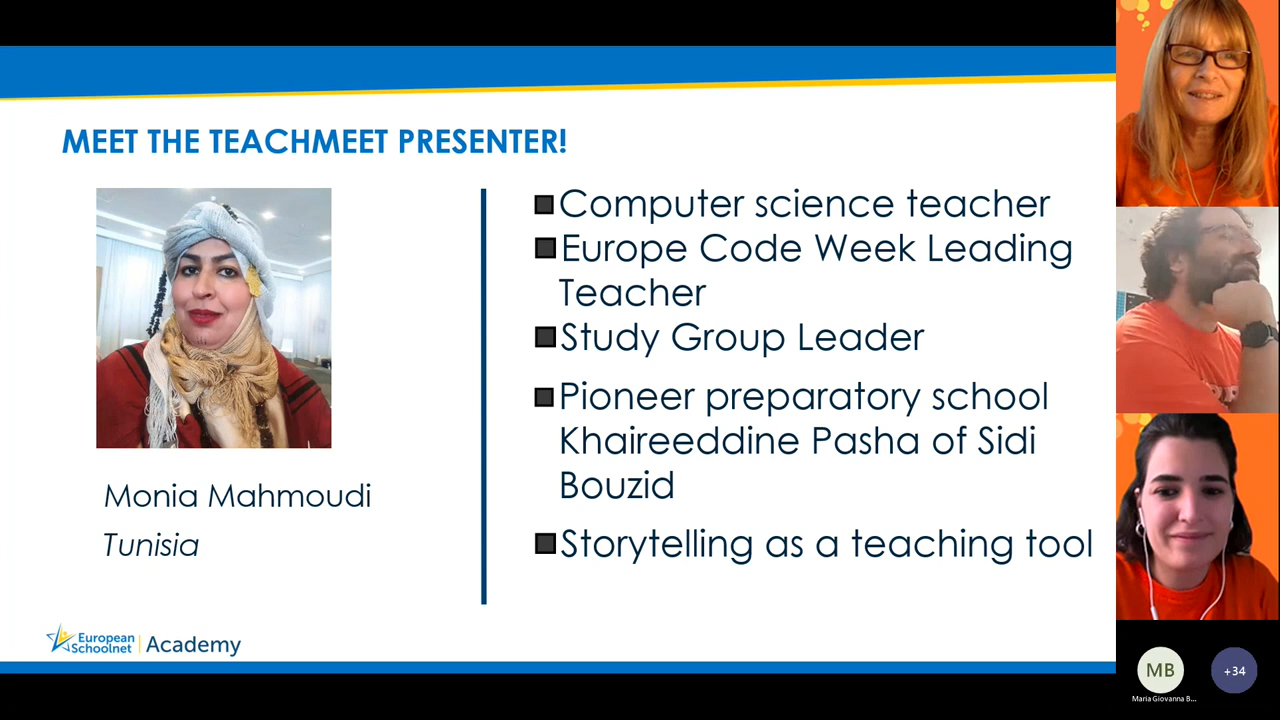 MEET THE TEACHMEET PRESENTER!
Monia Mahmoudi
Tunisia
Computer science teacher
Europe Code Week Leading
Teacher
Study Group Leader
Pioneer preparatory school
Khaireeddine Pasha of Sidi
Bouzid
Storytelling as a teaching tool
European
Schoolnet
Academy
MB
+34
Maria Giovanna B...